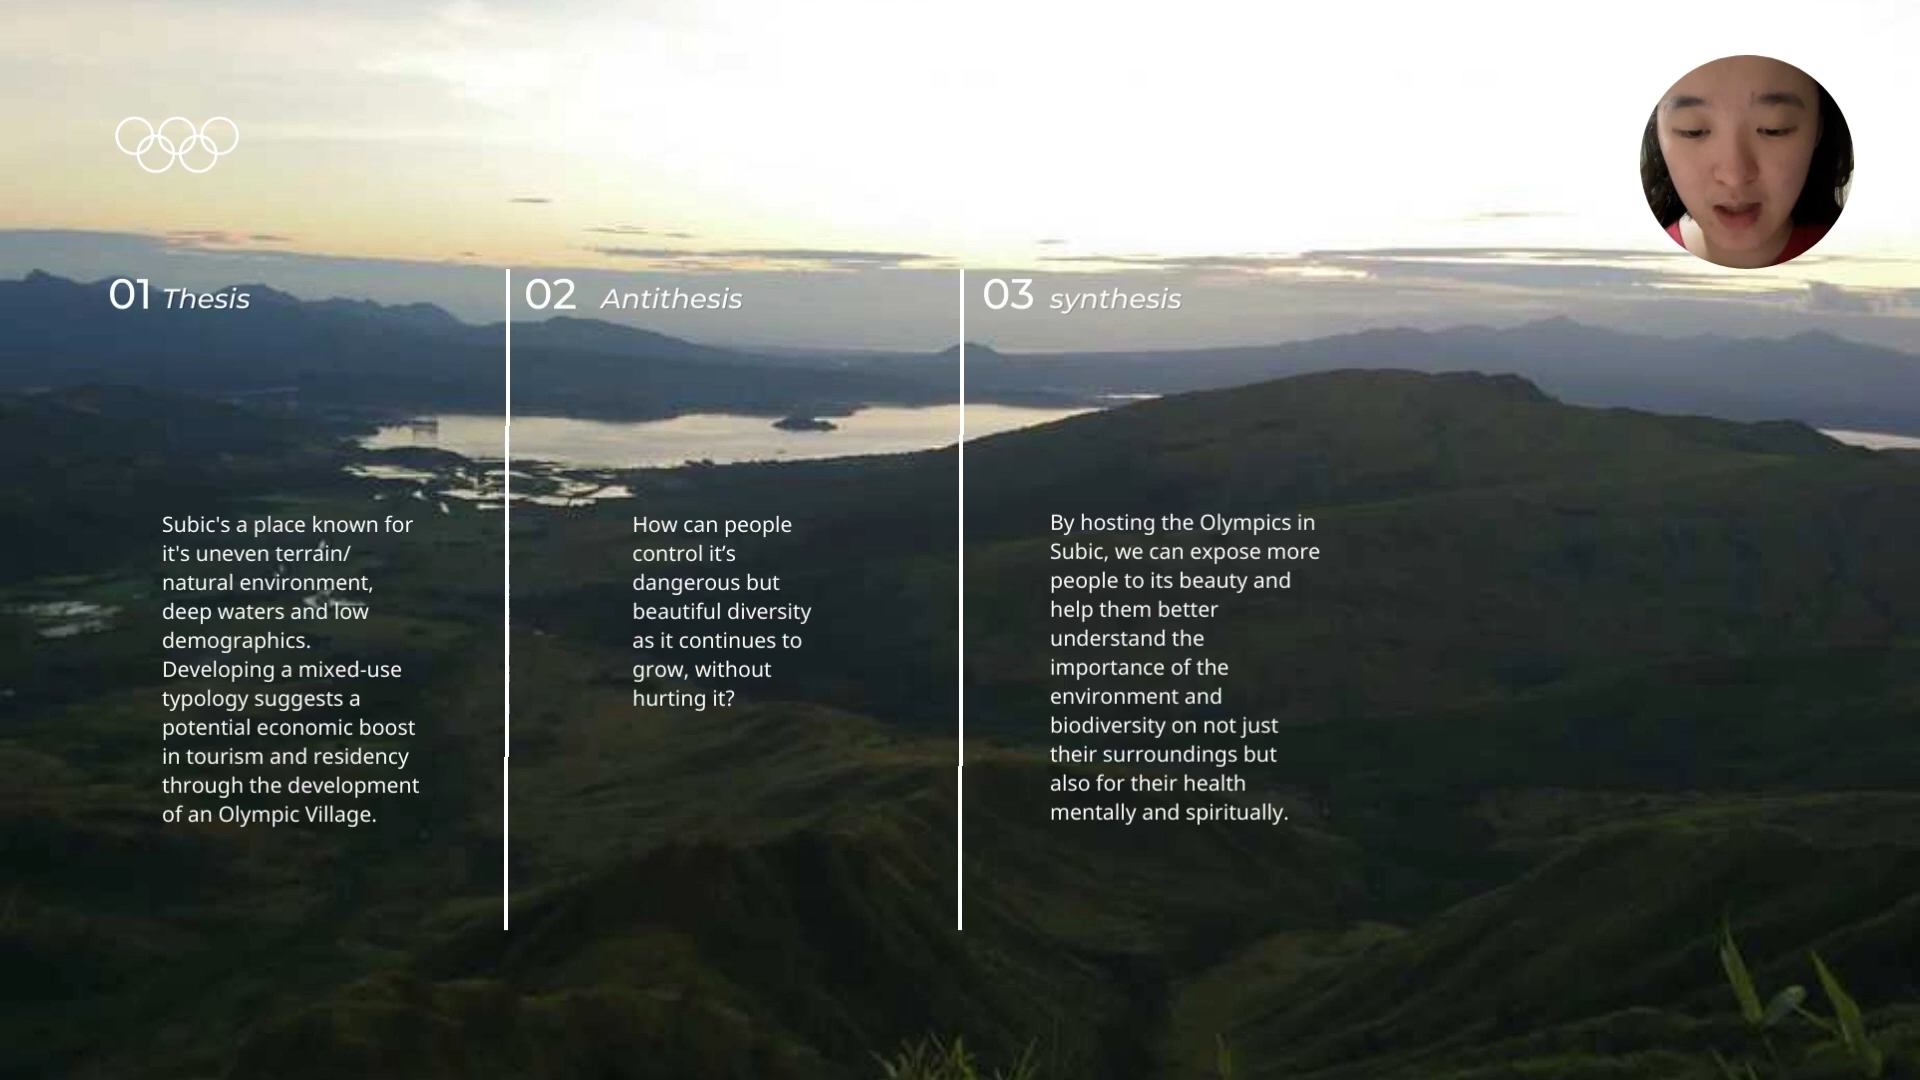 01 Thesis
Subic's a place known for
it's uneven terrain/
natural environment,
deep waters and low
demographics.
Developing a mixed-use
typology suggests a
potential economic boost
in tourism and residency
through the development
of an Olympic Village.
02 Antithesis
How can people
control it’s
dangerous but
beautiful diversity
as it continues to
grow, without
hurting it?
03 synthesis
By hosting the Olympics in
Subic, we can expose more
people to its beauty and
help them better
understand the
importance of the
environment and
biodiversity on not just
their surroundings but
also for their health
mentally and spiritually.